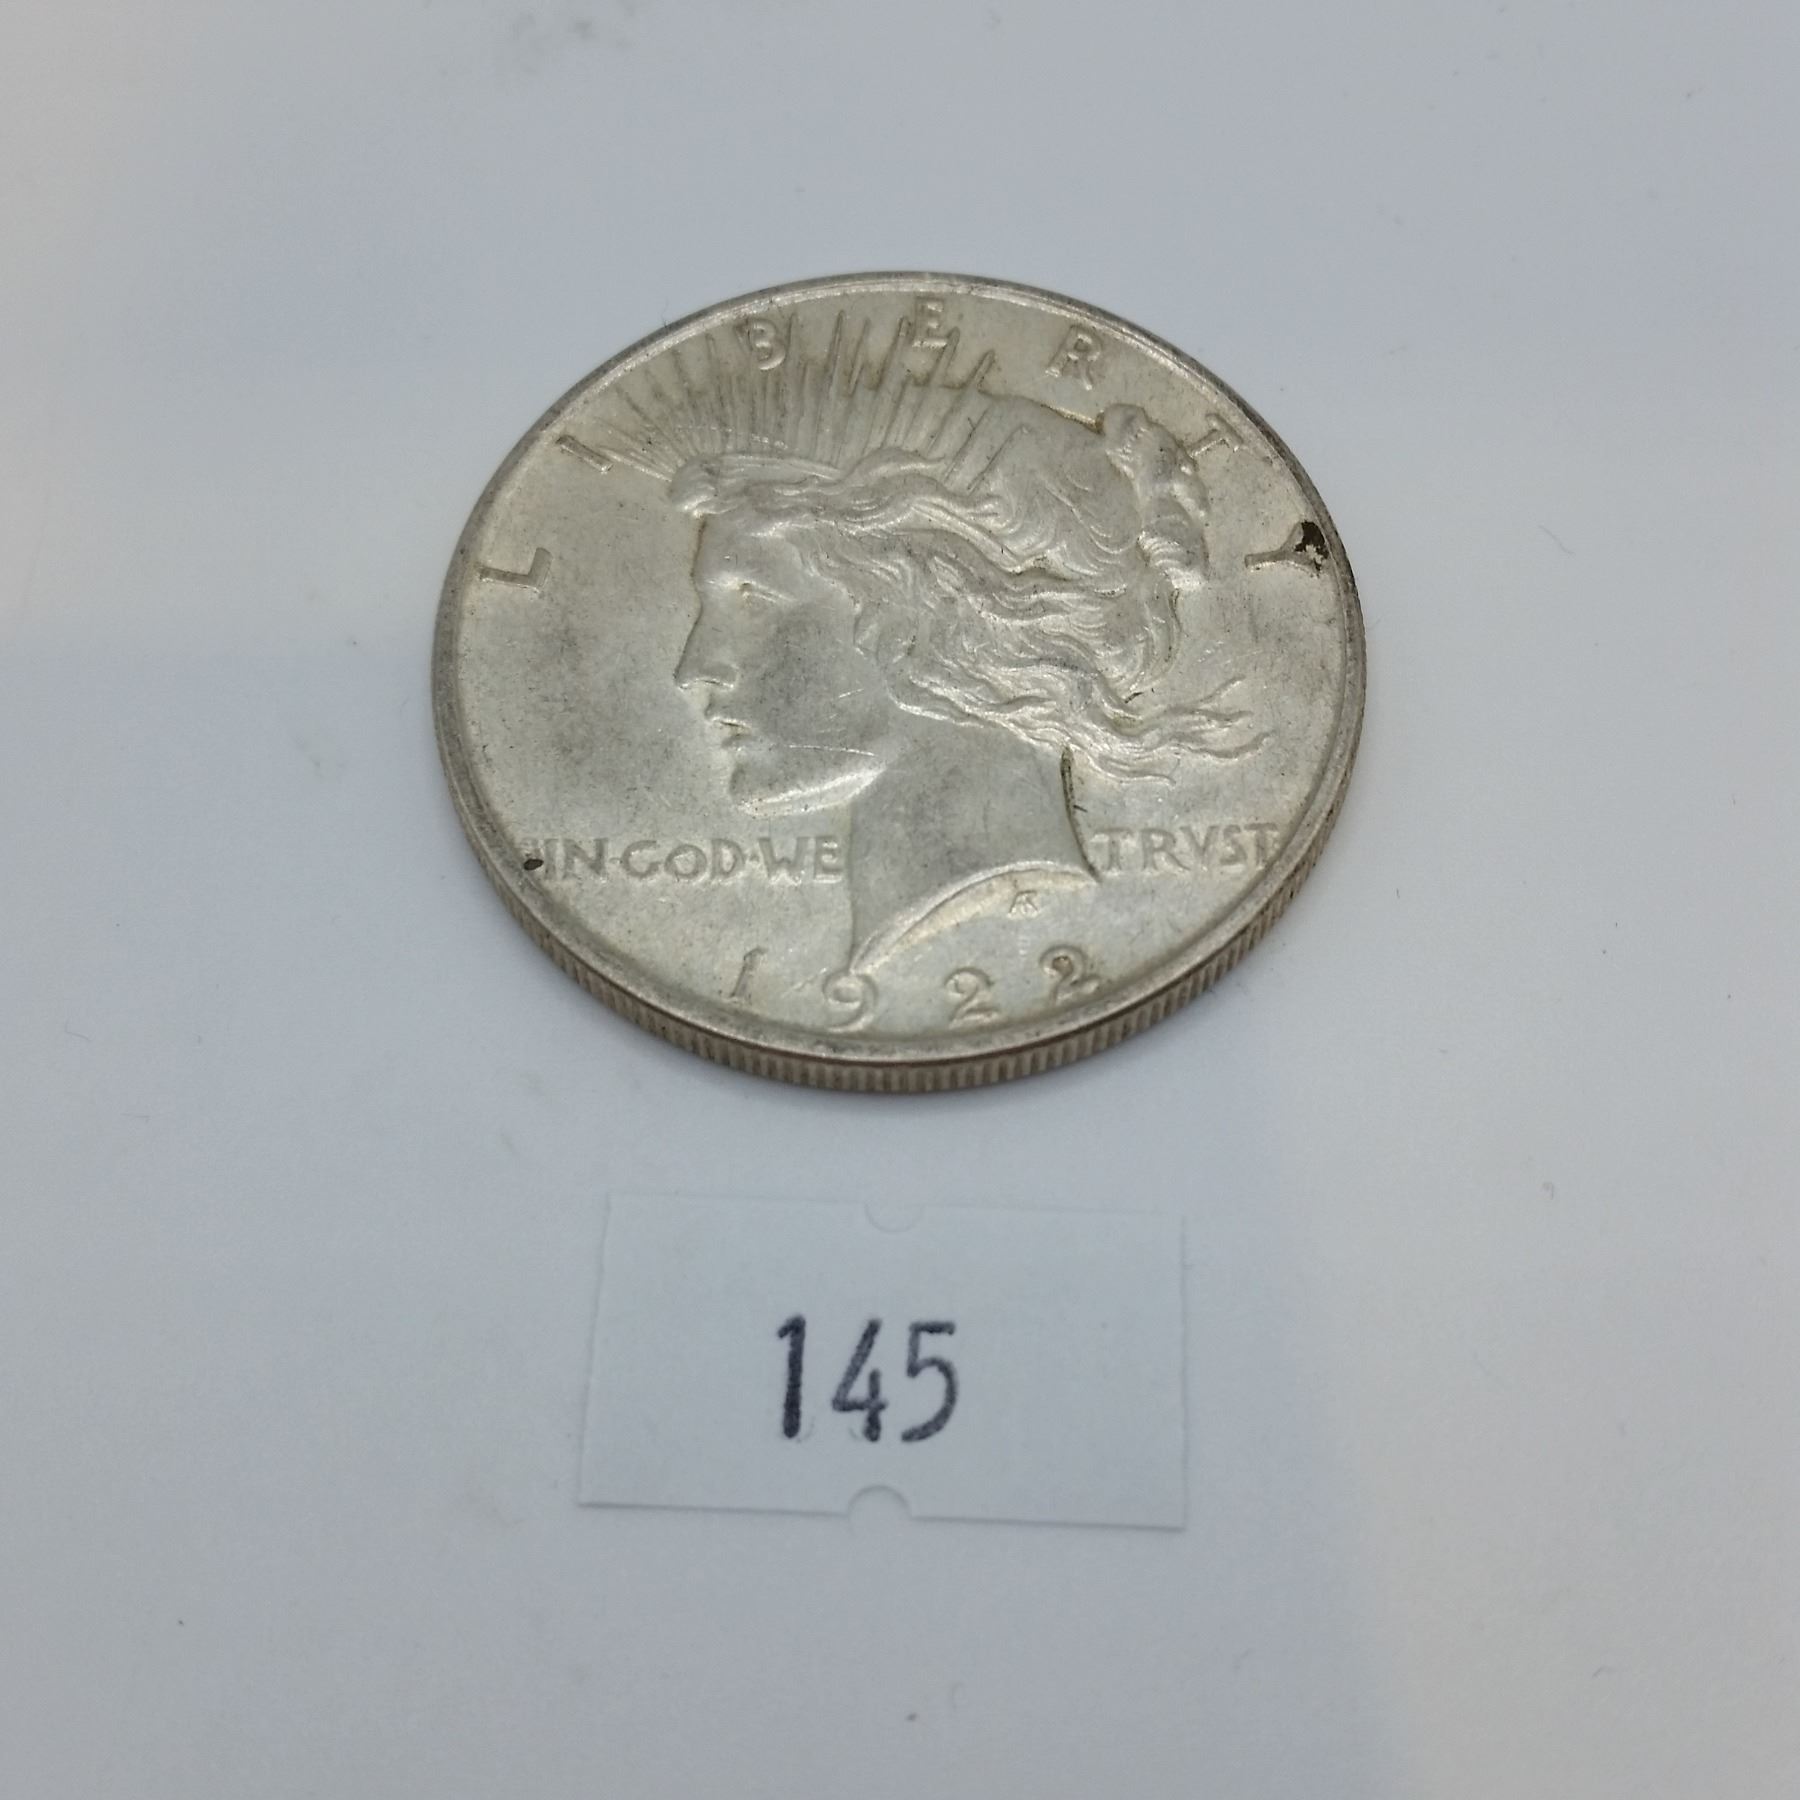 LIBERTY
IN·GOD·WE TRVST
1922
145